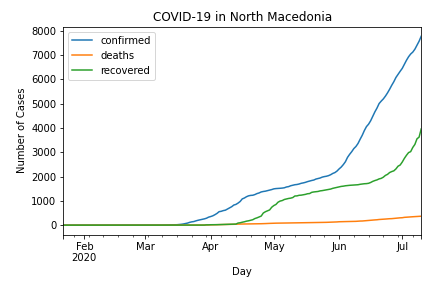 COVID-19 in North Macedonia
confirmed
deaths
recovered
8000
7000
6000
5000
4000
3000
2000
1000
0
Number of Cases
Feb Mar Apr May Jun Jul
2020
Day